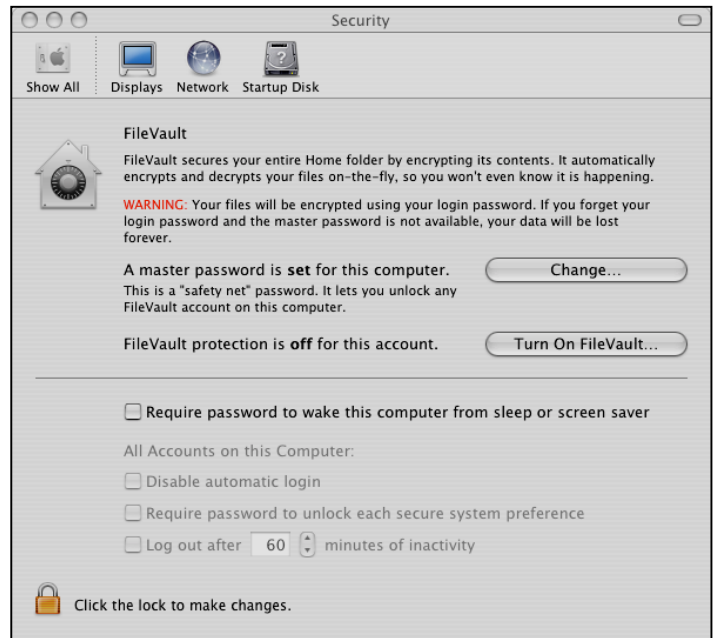 Security
Show All Displays Network Startup Disk
FileVault
FileVault secures your entire Home folder by encrypting its contents. It automatically
encrypts and decrypts your files on-the-fly, so you won't even know it is happening.
WARNING: Your files will be encrypted using your login password. If you forget your
login password and the master password is not available, your data will be lost
forever.
A master password is set for this computer. Change...
This is a "safety net" password. It lets you unlock any
FileVault account on this computer.
FileVault protection is off for this account. Turn On FileVault...
Require password to wake this computer from sleep or screen saver
All Accounts on this Computer:
Disable automatic login
Require password to unlock each secure system preference
Log out after 60 minutes of inactivity
Click the lock to make changes.